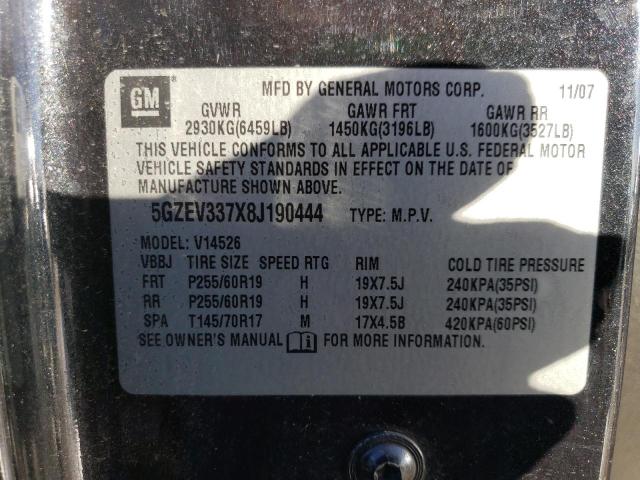 GM
MFD BY GENERAL MOTORS CORP. 11/07
GVWR GAWR FRT GAWR RR
2930KG(6459LB) 1450KG(3196LB) 1600KG(3527LB)
THIS VEHICLE CONFORMS TO ALL APPLICABLE U.S. FEDERAL MOTOR
VEHICLE SAFETY STANDARDS IN EFFECT ON THE DATE OF
MANUFACTURE SHOWN ABOVE.
5GZEV337X8J190444 TYPE: M.P.V.
MODEL: V14526
VBBJ TIRE SIZE SPEED RTG RIM COLD TIRE PRESSURE
FRT P255/60R19 H 19X7.5J 240KPA(35PSI)
RR P255/60R19 H 19X7.5J 240KPA(35PSI)
SPA T145/70R17 M 17X4.5B 420KPA(60PSI)
SEE OWNER'S MANUAL i FOR MORE INFORMATION.